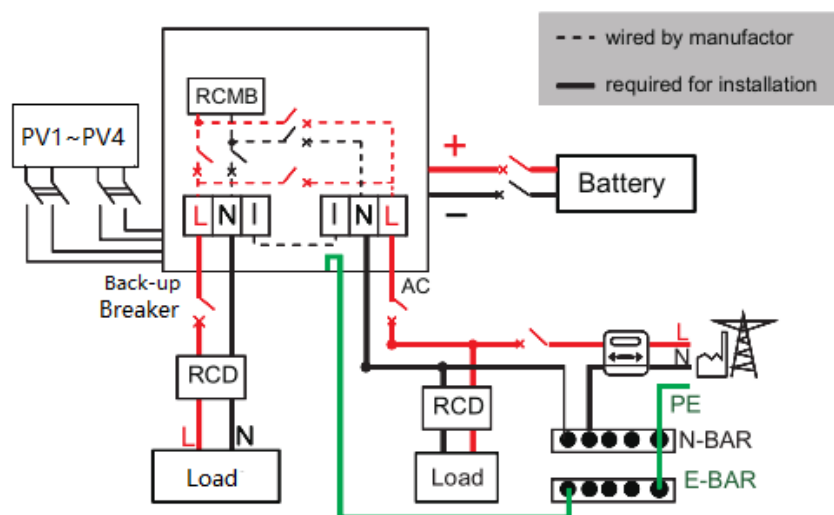 wired by manufactor
required for installation
RCMB
PV1~PV4
+
Battery
−
L N I
I N L
Back-up
Breaker
AC
L
N
RCD
PE
RCD
N-BAR
L N
Load
Load
E-BAR